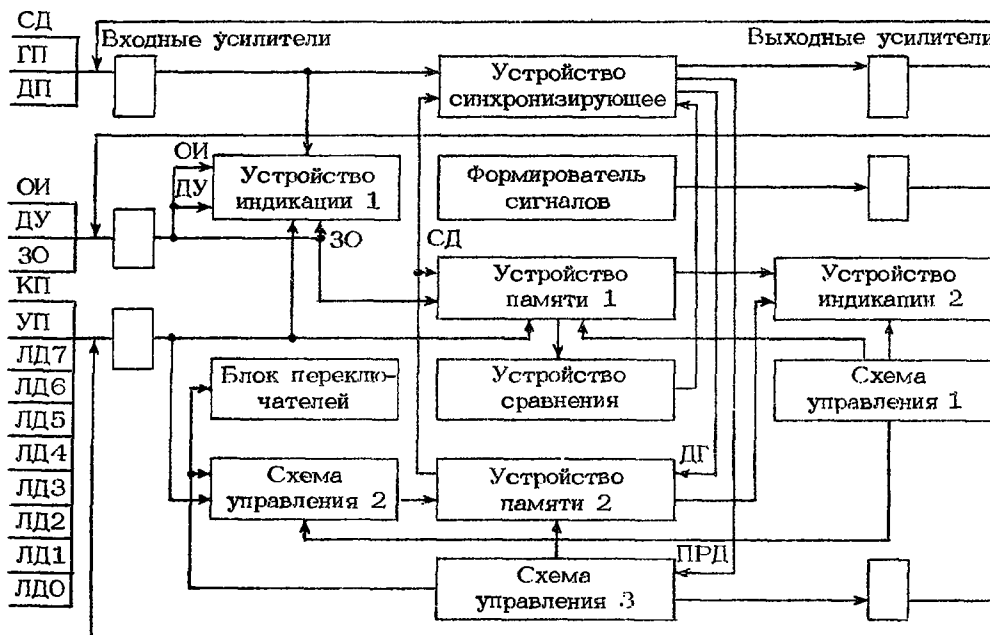 СД
ГП
ДП
Входные усилители
Выходные усилители
Устройство
синхронизирующее
ОИ
ДУ
Устройство
индикации 1
Формирователь
сигналов
ОИ
ДУ
ЗО
ЗО
СД
Устройство
памяти 1
Устройство
индикапии 2
КП
УП
ЛД7
ЛД6
ЛД5
ЛД4
ЛД3
ЛД2
ЛД1
ЛД0
Блок переклю-
чателей
Устройство
сравнения
Схема
управления 1
Схема
управления 2
ДГ
Устройство
памяти 2
ПРД
Схема
управления 3